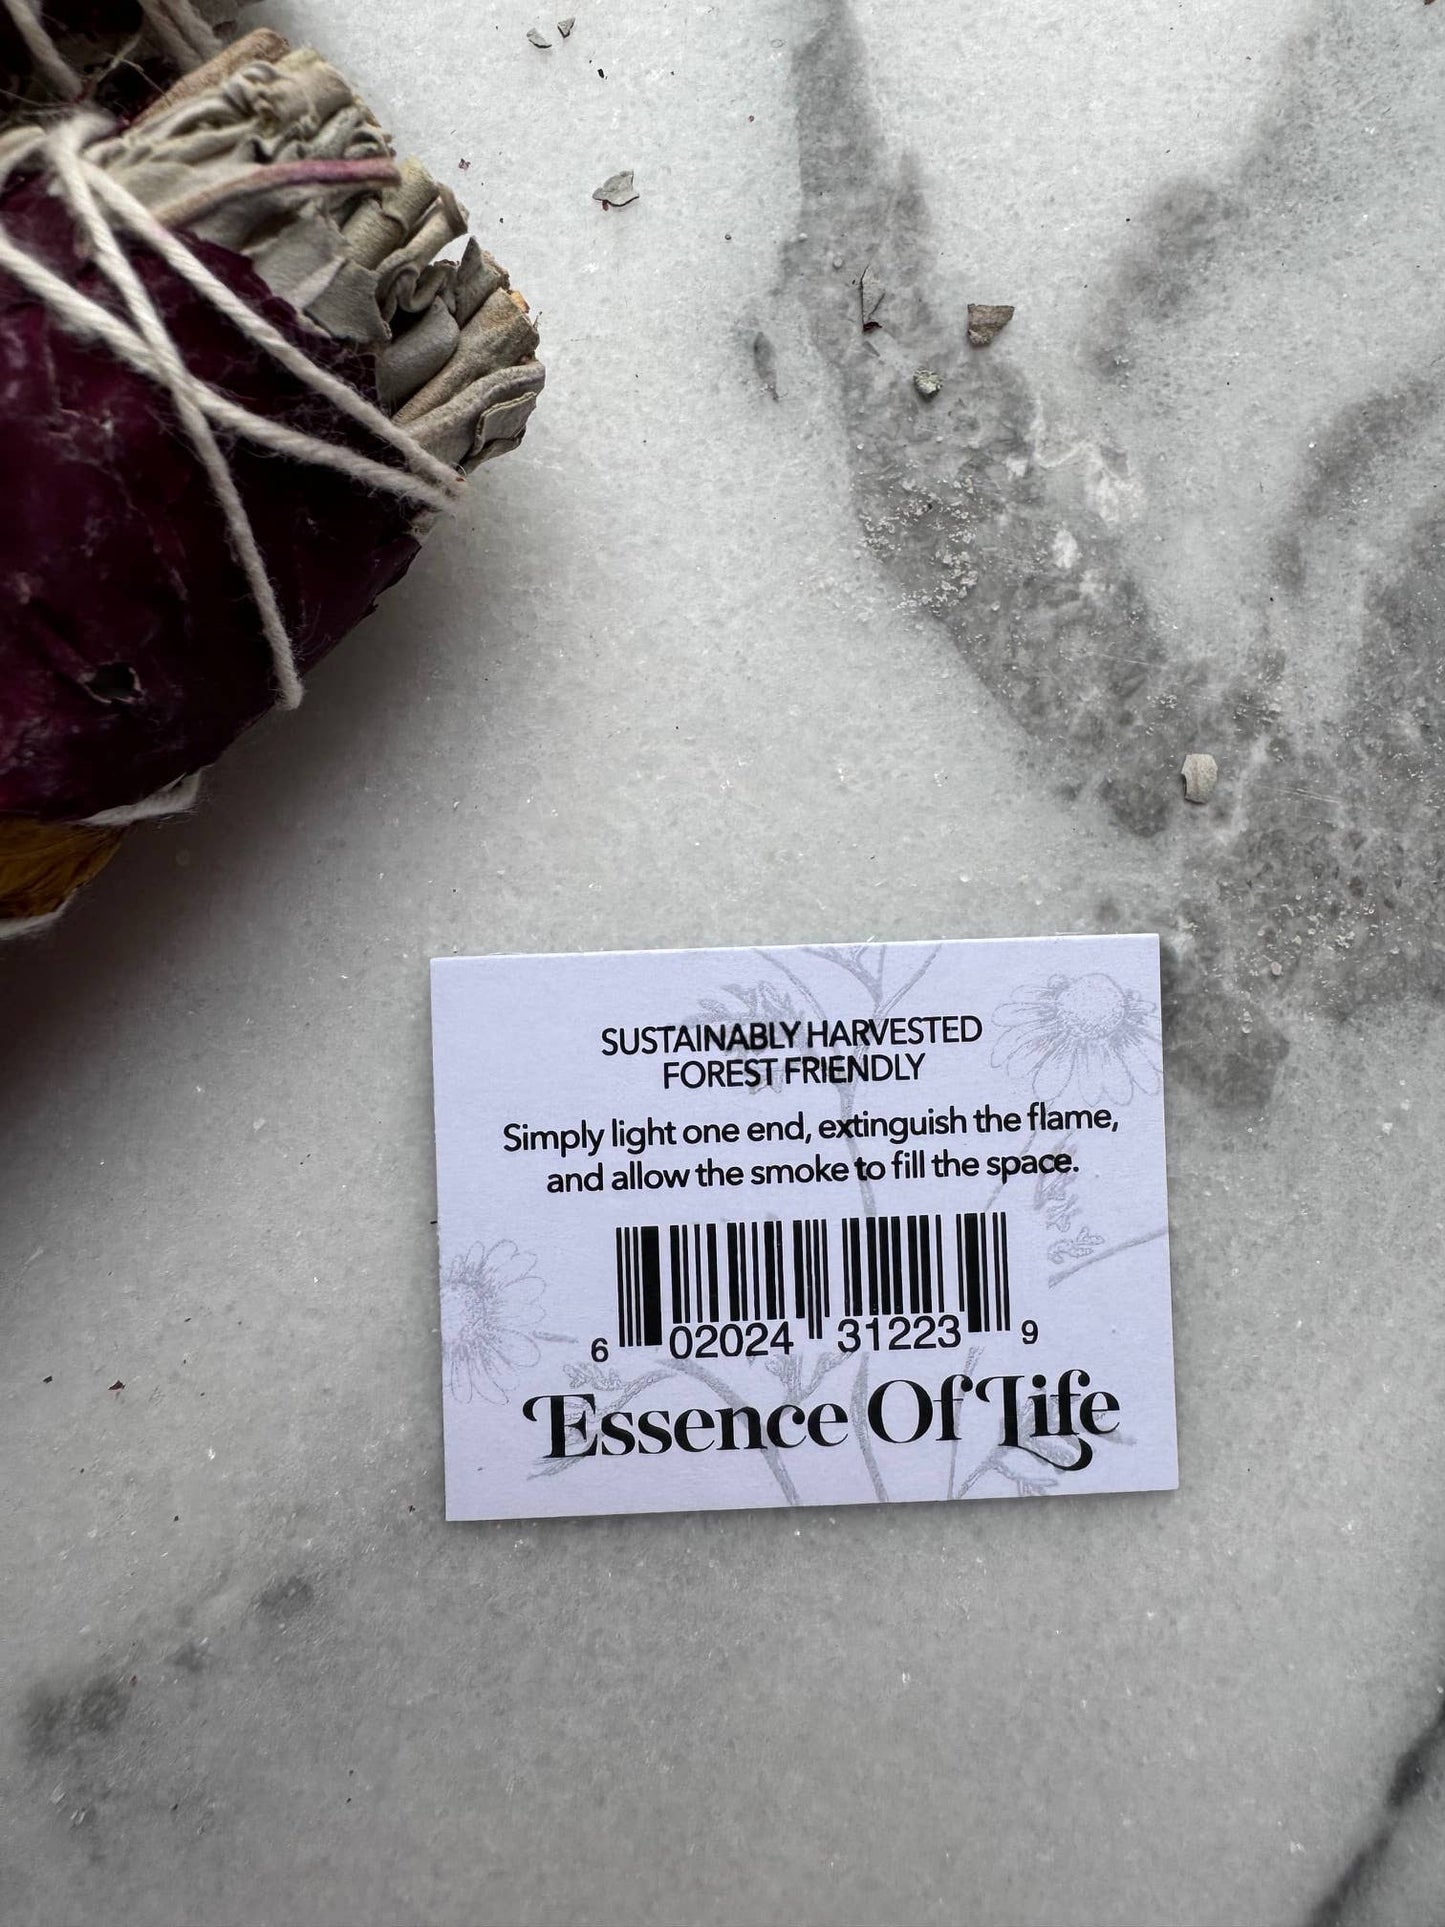 SUSTAINABLY HARVESTED
FOREST FRIENDLY
Simply light one end, extinguish the flame,
and allow the smoke to fill the space.
6 02024 31223 9
Essence Of Life